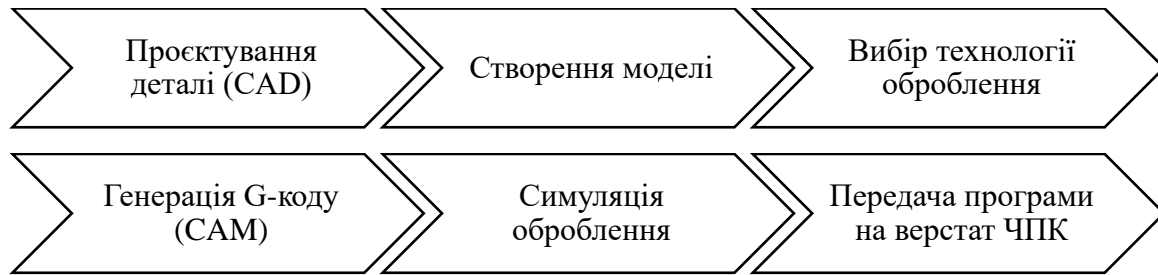 Проєктування
деталі (CAD)
Створення моделі
Вибір технології
оброблення
Генерація G-коду
(CAM)
Симуляція
оброблення
Передача програми
на верстат ЧПК